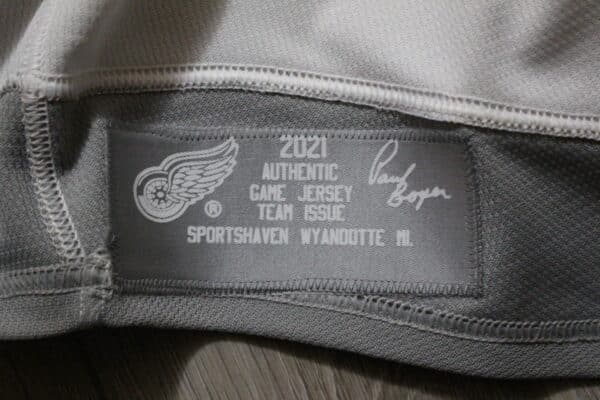 2021
AUTHENTIC
GAME JERSEY
TEAM ISSUE
SPORTSHAVEN WYANDOTTE MI.
Paul
Boyer
®